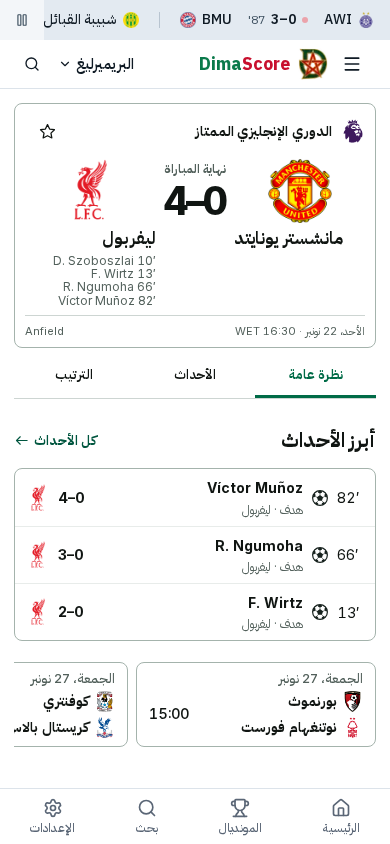 AWI 3–0 87' BMU شبيبة القبائل
DimaScore البريميرليغ
الدوري الإنجليزي الممتاز
نهاية المباراة
4–0
مانشستر يونايتد ليفربول
D. Szoboszlai 10'
F. Wirtz 13'
R. Ngumoha 66'
Víctor Muñoz 82'
الأحد، 22 نونبر · 16:30 WET Anfield
نظرة عامة الأحداث الترتيب
أبرز الأحداث كل الأحداث
82' Víctor Muñoz 4–0
هدف · ليفربول
66' R. Ngumoha 3–0
هدف · ليفربول
13' F. Wirtz 2–0
هدف · ليفربول
الجمعة، 27 نونبر
بورنموث
نوتنغهام فورست
15:00
الجمعة، 27 نونبر
كوفنتري
كريستال بالاس
الرئيسية المونديال بحث الإعدادات